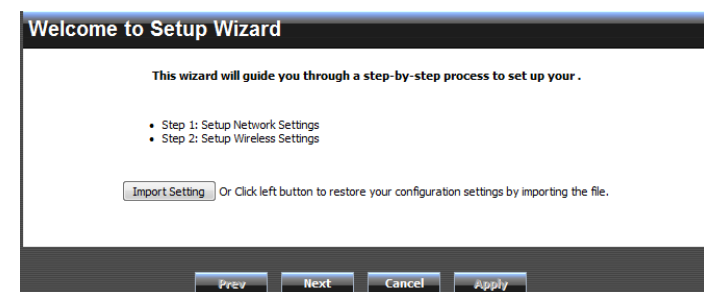 Welcome to Setup Wizard
This wizard will guide you through a step-by-step process to set up your .
• Step 1: Setup Network Settings
• Step 2: Setup Wireless Settings
Import Setting Or Click left button to restore your configuration settings by importing the file.
Prev Next Cancel Apply